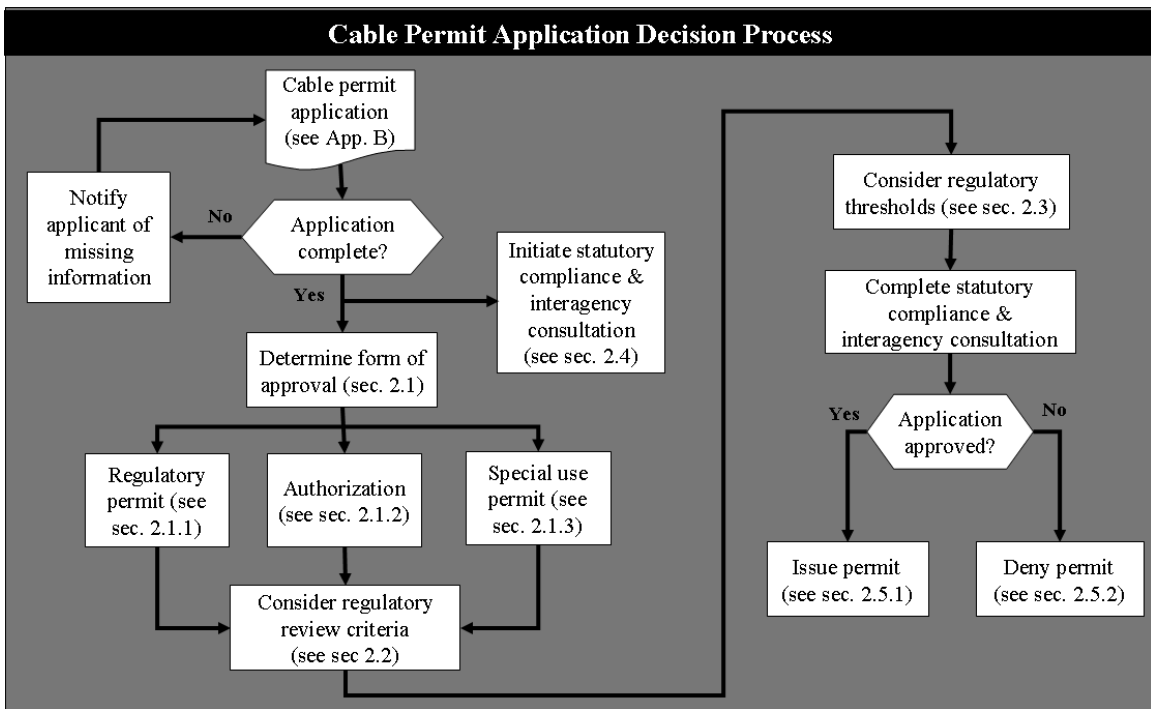 Cable Permit Application Decision Process
Cable permit
application
(see App. B)
Notify
applicant of
missing
information
No
Application
complete?
Yes
Initiate statutory
compliance &
interagency
consultation
(see sec. 2.4)
Determine form of
approval (sec. 2.1)
Regulatory
permit (see
sec. 2.1.1)
Authorization
(see sec. 2.1.2)
Special use
permit (see
sec. 2.1.3)
Consider regulatory
review criteria
(see sec 2.2)
Consider regulatory
thresholds (see sec. 2.3)
Complete statutory
compliance &
interagency consultation
Yes
Application
approved?
No
Issue permit
(see sec. 2.5.1)
Deny permit
(see sec. 2.5.2)